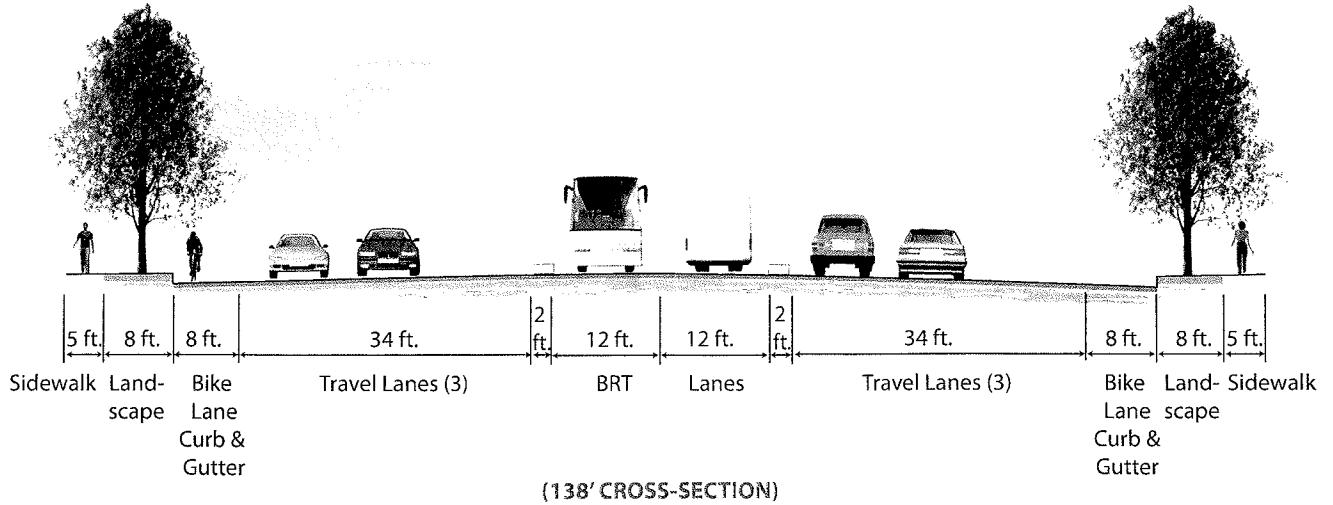 5 ft. 8 ft. 8 ft. 34 ft. 2 ft. 12 ft. 12 ft. 2 ft. 34 ft. 8 ft. 8 ft. 5 ft.
Sidewalk Land- Bike Travel Lanes (3) BRT Lanes Travel Lanes (3) Bike Land- Sidewalk
scape Lane Lane scape
Curb & Curb &
Gutter Gutter
(138' CROSS-SECTION)